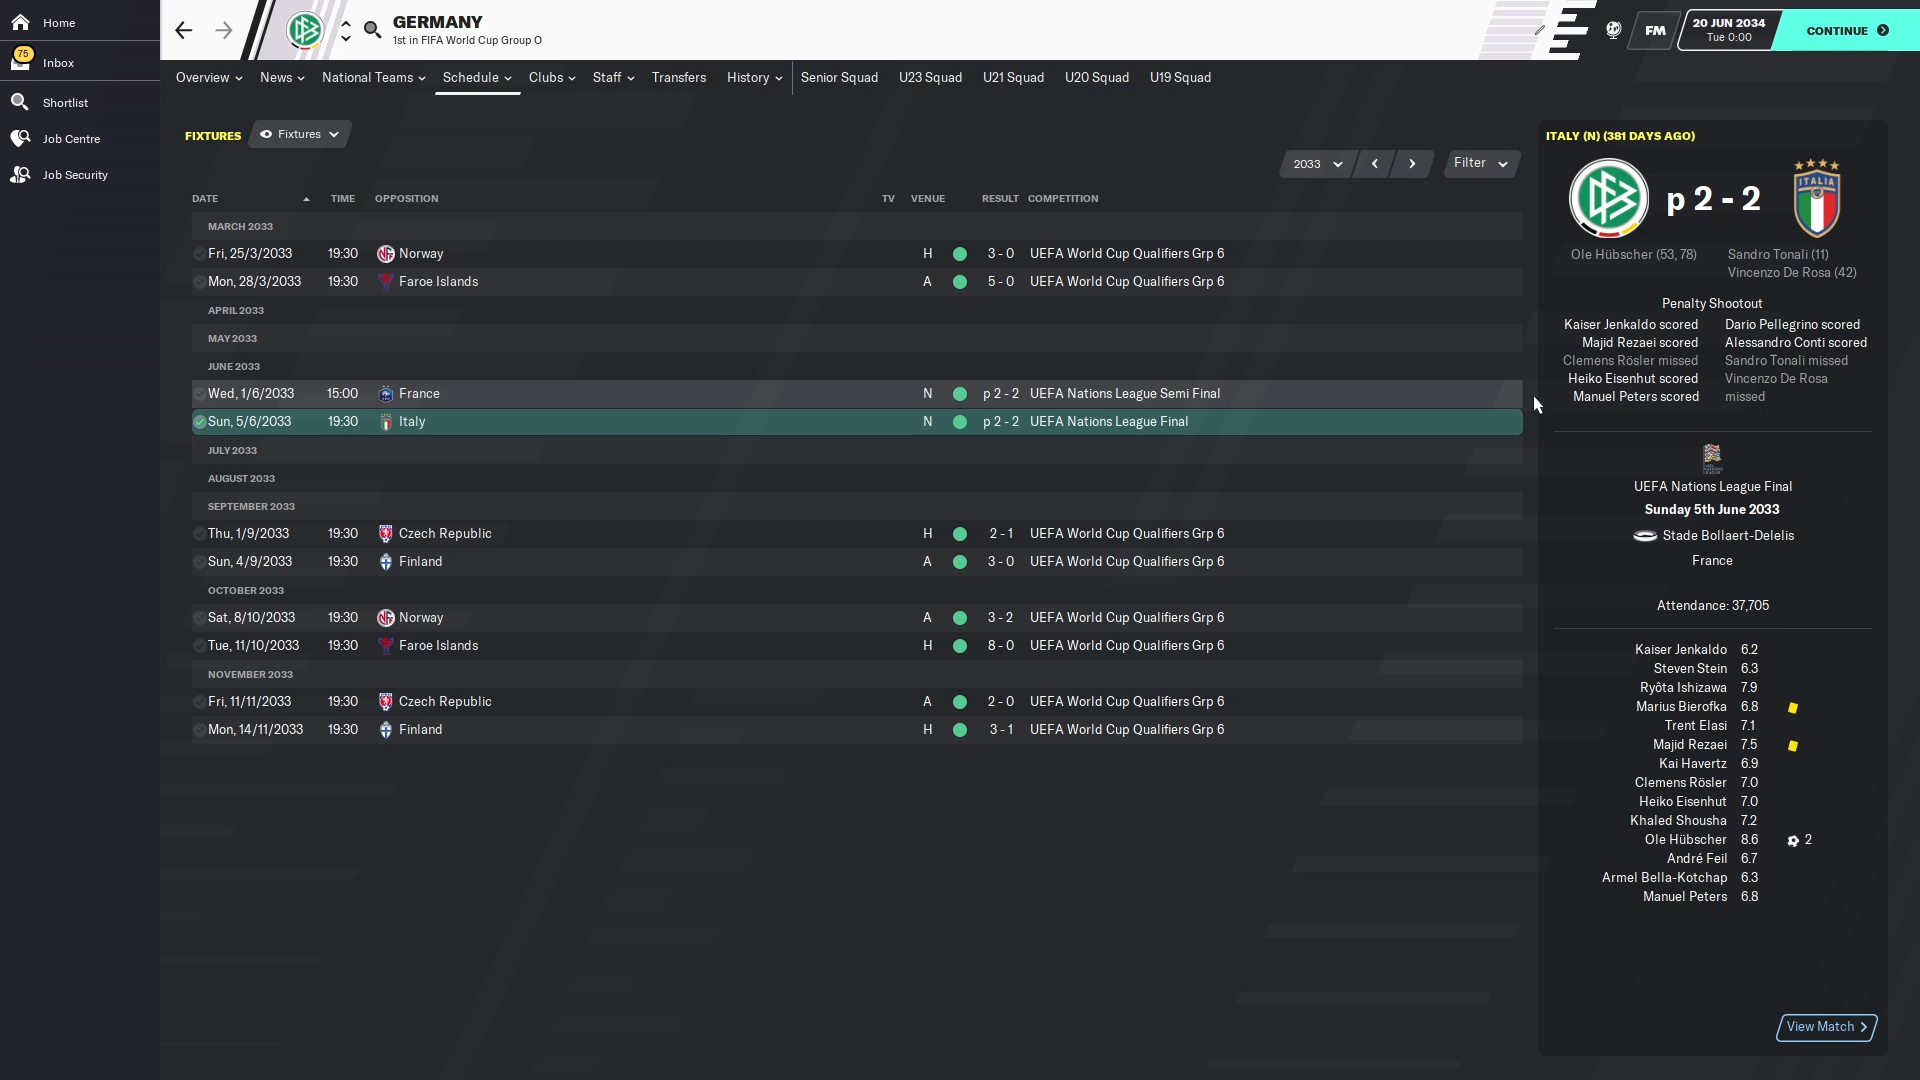 Home
75
Inbox
Shortlist
Job Centre
Job Security
GERMANY
1st in FIFA World Cup Group O
FM
20 JUN 2034
Tue 0:00
CONTINUE
Overview
News
National Teams
Schedule
Clubs
Staff
Transfers
History
Senior Squad
U23 Squad
U21 Squad
U20 Squad
U19 Squad
FIXTURES
Fixtures
2033
Filter
DATE TIME OPPOSITION TV VENUE RESULT COMPETITION
MARCH 2033
Fri, 25/3/2033 19:30 Norway H 3 - 0 UEFA World Cup Qualifiers Grp 6
Mon, 28/3/2033 19:30 Faroe Islands A 5 - 0 UEFA World Cup Qualifiers Grp 6
APRIL 2033
MAY 2033
JUNE 2033
Wed, 1/6/2033 15:00 France N p 2 - 2 UEFA Nations League Semi Final
Sun, 5/6/2033 19:30 Italy N p 2 - 2 UEFA Nations League Final
JULY 2033
AUGUST 2033
SEPTEMBER 2033
Thu, 1/9/2033 19:30 Czech Republic H 2 - 1 UEFA World Cup Qualifiers Grp 6
Sun, 4/9/2033 19:30 Finland A 3 - 0 UEFA World Cup Qualifiers Grp 6
OCTOBER 2033
Sat, 8/10/2033 19:30 Norway A 3 - 2 UEFA World Cup Qualifiers Grp 6
Tue, 11/10/2033 19:30 Faroe Islands H 8 - 0 UEFA World Cup Qualifiers Grp 6
NOVEMBER 2033
Fri, 11/11/2033 19:30 Czech Republic A 2 - 0 UEFA World Cup Qualifiers Grp 6
Mon, 14/11/2033 19:30 Finland H 3 - 1 UEFA World Cup Qualifiers Grp 6
ITALY (N) (381 DAYS AGO)
p 2 - 2
ITALIA
Ole Hübscher (53, 78) Sandro Tonali (11)
Vincenzo De Rosa (42)
Penalty Shootout
Kaiser Jenkaldo scored Dario Pellegrino scored
Majid Rezaei scored Alessandro Conti scored
Clemens Rösler missed Sandro Tonali missed
Heiko Eisenhut scored Vincenzo De Rosa
Manuel Peters scored missed
UEFA Nations League Final
Sunday 5th June 2033
Stade Bollaert-Delelis
France
Attendance: 37,705
Kaiser Jenkaldo 6.2
Steven Stein 6.3
Ryôta Ishizawa 7.9
Marius Bierofka 6.8
Trent Elasi 7.1
Majid Rezaei 7.5
Kai Havertz 6.9
Clemens Rösler 7.0
Heiko Eisenhut 7.0
Khaled Shousha 7.2
Ole Hübscher 8.6 2
André Feil 6.7
Armel Bella-Kotchap 6.3
Manuel Peters 6.8
View Match